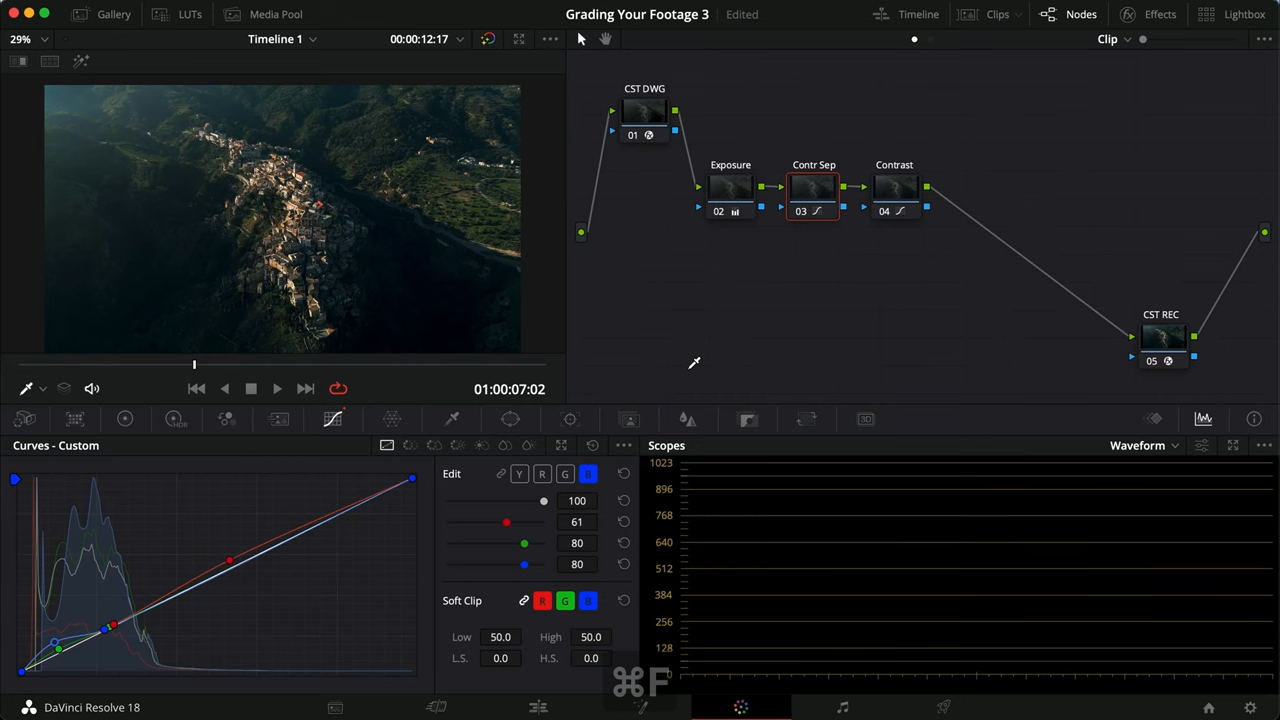 Gallery
LUTs
Media Pool
Grading Your Footage 3
Edited
Timeline
Clips
Nodes
Effects
Lightbox
29%
Timeline 1
00:00:12:17
Clip
CST DWG
01
Exposure
Contr Sep
Contrast
02
03
04
CST REC
05
01:00:07:02
HDR
3D
Curves - Custom
Scopes
Waveform
Edit
Y R G B
100
61
80
80
Soft Clip
R G B
Low 50.0 High 50.0
L.S. 0.0 H.S. 0.0
1023
896
768
640
512
384
256
128
0
⌘F
DaVinci Resolve 18